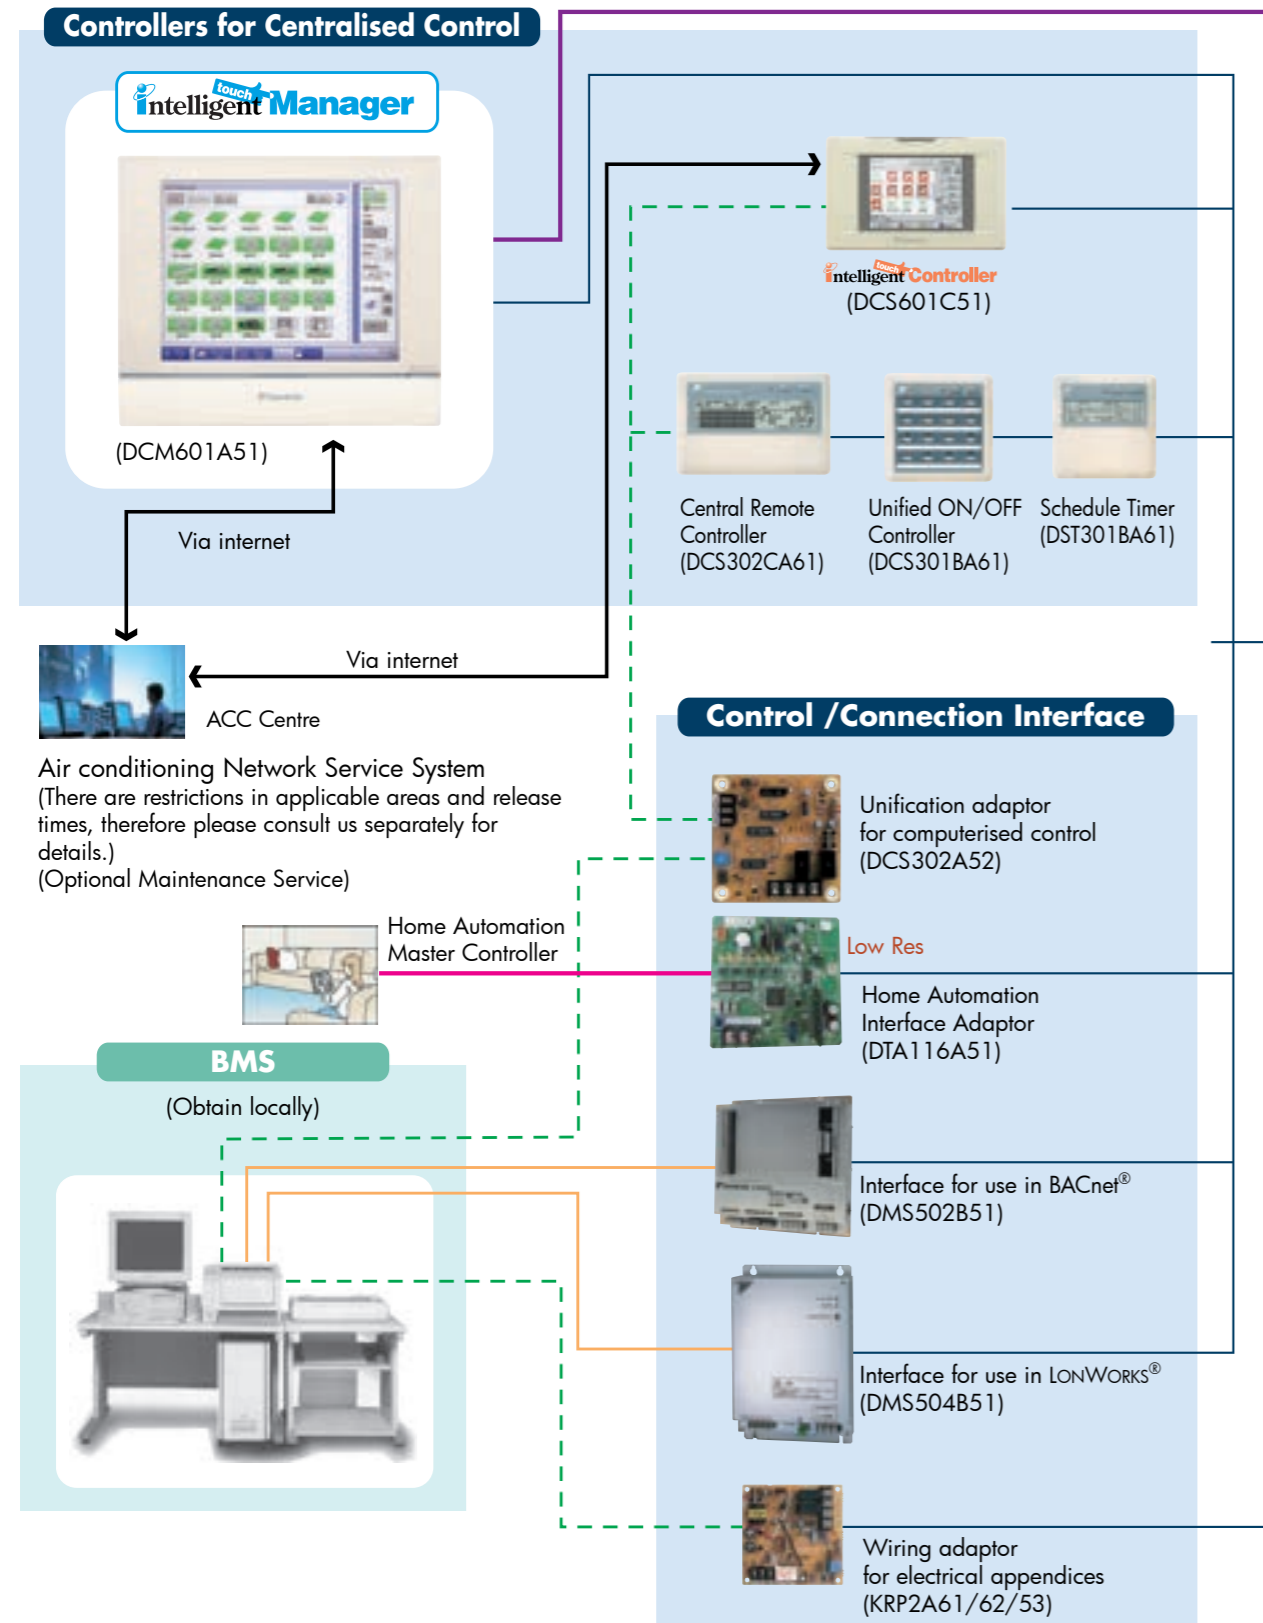 Controllers for Centralised Control
intelligent touch Manager
(DCM601A51)
Via internet
intelligent touch Controller
(DCS601C51)
Central Remote
Controller
(DCS302CA61)
Unified ON/OFF
Controller
(DCS301BA61)
Schedule Timer
(DST301BA61)
Via internet
ACC Centre
Air conditioning Network Service System
(There are restrictions in applicable areas and release
times, therefore please consult us separately for
details.)
(Optional Maintenance Service)
Control /Connection Interface
Unification adaptor
for computerised control
(DCS302A52)
Home Automation
Master Controller
Low Res
Home Automation
Interface Adaptor
(DTA116A51)
BMS
(Obtain locally)
Interface for use in BACnet®
(DMS502B51)
Interface for use in LONWORKS®
(DMS504B51)
Wiring adaptor
for electrical appendices
(KRP2A61/62/53)